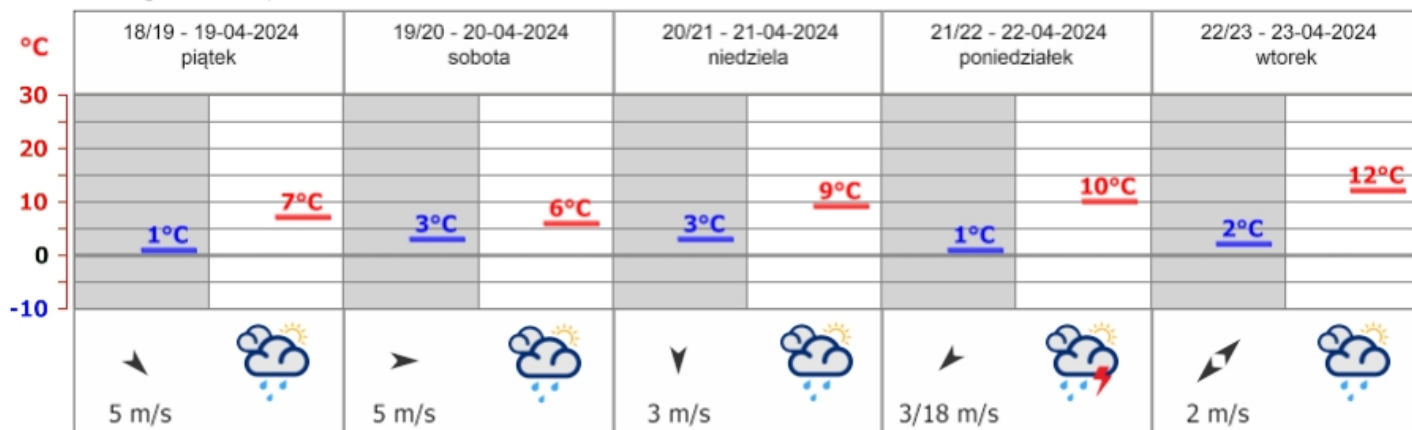 °C
18/19 - 19-04-2024
piątek
19/20 - 20-04-2024
sobota
20/21 - 21-04-2024
niedziela
21/22 - 22-04-2024
poniedziałek
22/23 - 23-04-2024
wtorek
30
20
10
0
-10
1°C
7°C
3°C
6°C
3°C
9°C
1°C
10°C
2°C
12°C
5 m/s
5 m/s
3 m/s
3/18 m/s
2 m/s